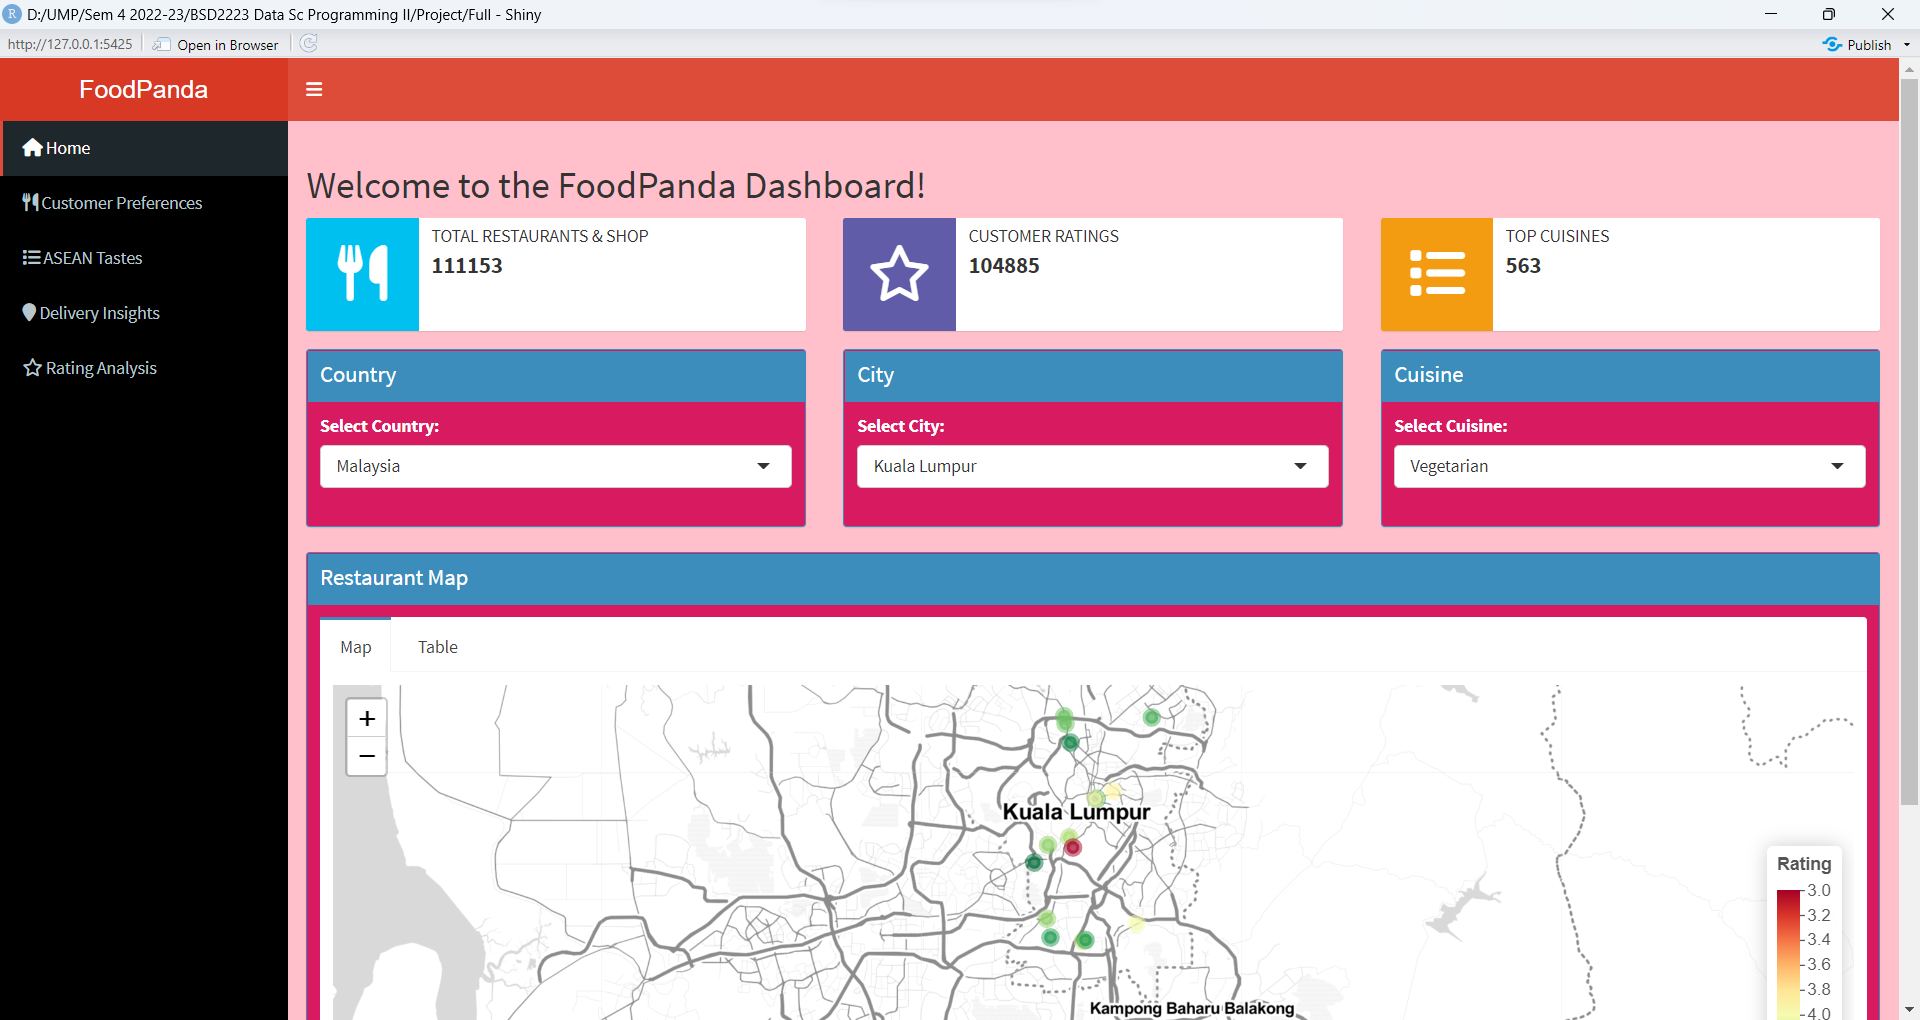 D:/UMP/Sem 4 2022-23/BSD2223 Data Sc Programming II/Project/Full - Shiny
http://127.0.0.1:5425
Open in Browser
Publish
FoodPanda
Home
Customer Preferences
ASEAN Tastes
Delivery Insights
Rating Analysis
Welcome to the FoodPanda Dashboard!
TOTAL RESTAURANTS & SHOP
111153
CUSTOMER RATINGS
104885
TOP CUISINES
563
Country
Select Country:
Malaysia
City
Select City:
Kuala Lumpur
Cuisine
Select Cuisine:
Vegetarian
Restaurant Map
Map
Table
+
−
Kuala Lumpur
Kampong Baharu Balakong
Rating
3.0
3.2
3.4
3.6
3.8
4.0